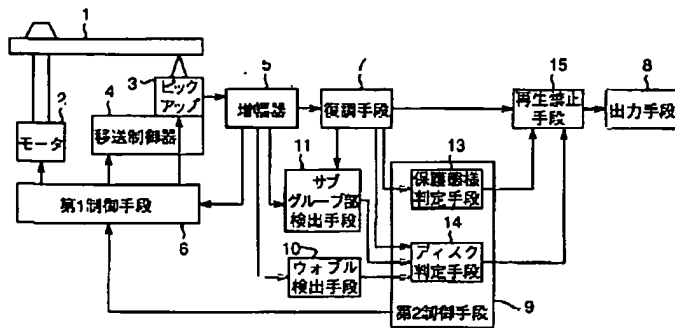 1
2
モータ
3
ピック
アップ
4
移送制御器
第1制御手段
6
5
増幅器
7
復調手段
11
サブ
グループ部
検出手段
10
ウォブル
検出手段
13
保護態様
判定手段
14
ディスク
判定手段
第2制御手段
9
15
再生禁止
手段
8
出力手段